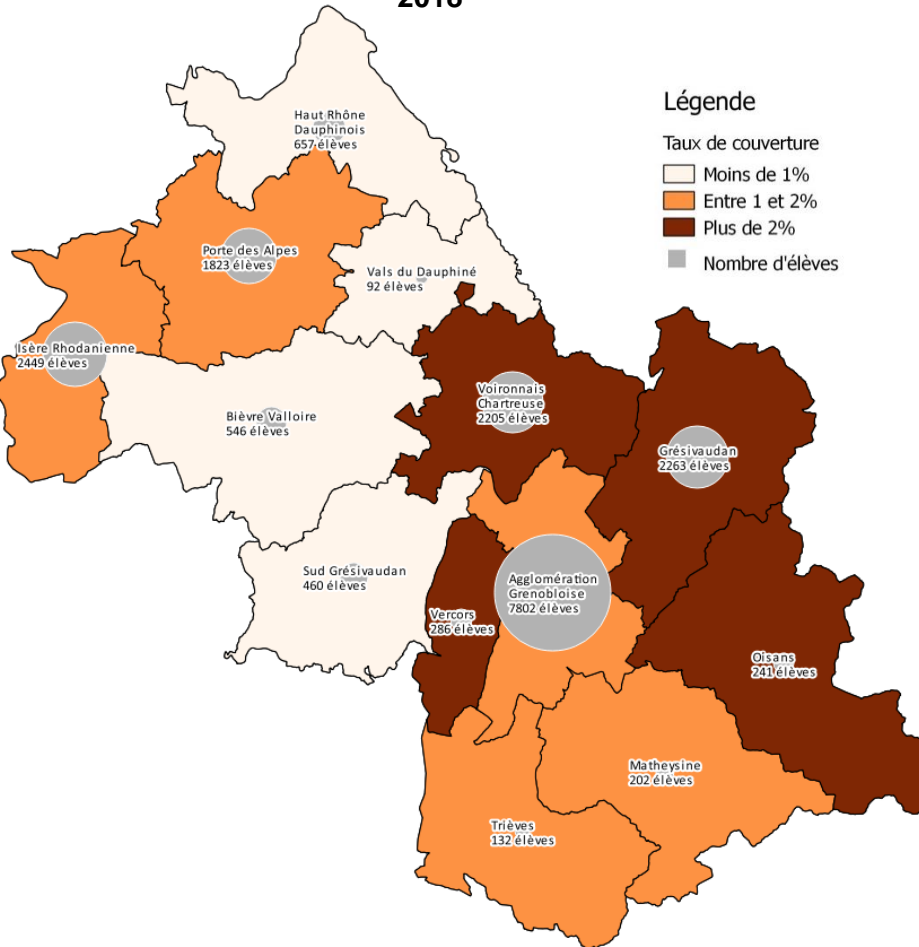 2018
Légende
Taux de couverture
Moins de 1%
Entre 1 et 2%
Plus de 2%
Nombre d'élèves
Haut Rhône
Dauphinois
657 élèves
Porte des Alpes
1823 élèves
Vals du Dauphiné
92 élèves
Isère Rhodanienne
2449 élèves
Bièvre Valloire
546 élèves
Voironnais
Chartreuse
2205 élèves
Grésivaudan
2263 élèves
Sud Grésivaudan
460 élèves
Agglomération
Grenobloise
7802 élèves
Vercors
286 élèves
Oisans
241 élèves
Matheysine
202 élèves
Trièves
132 élèves